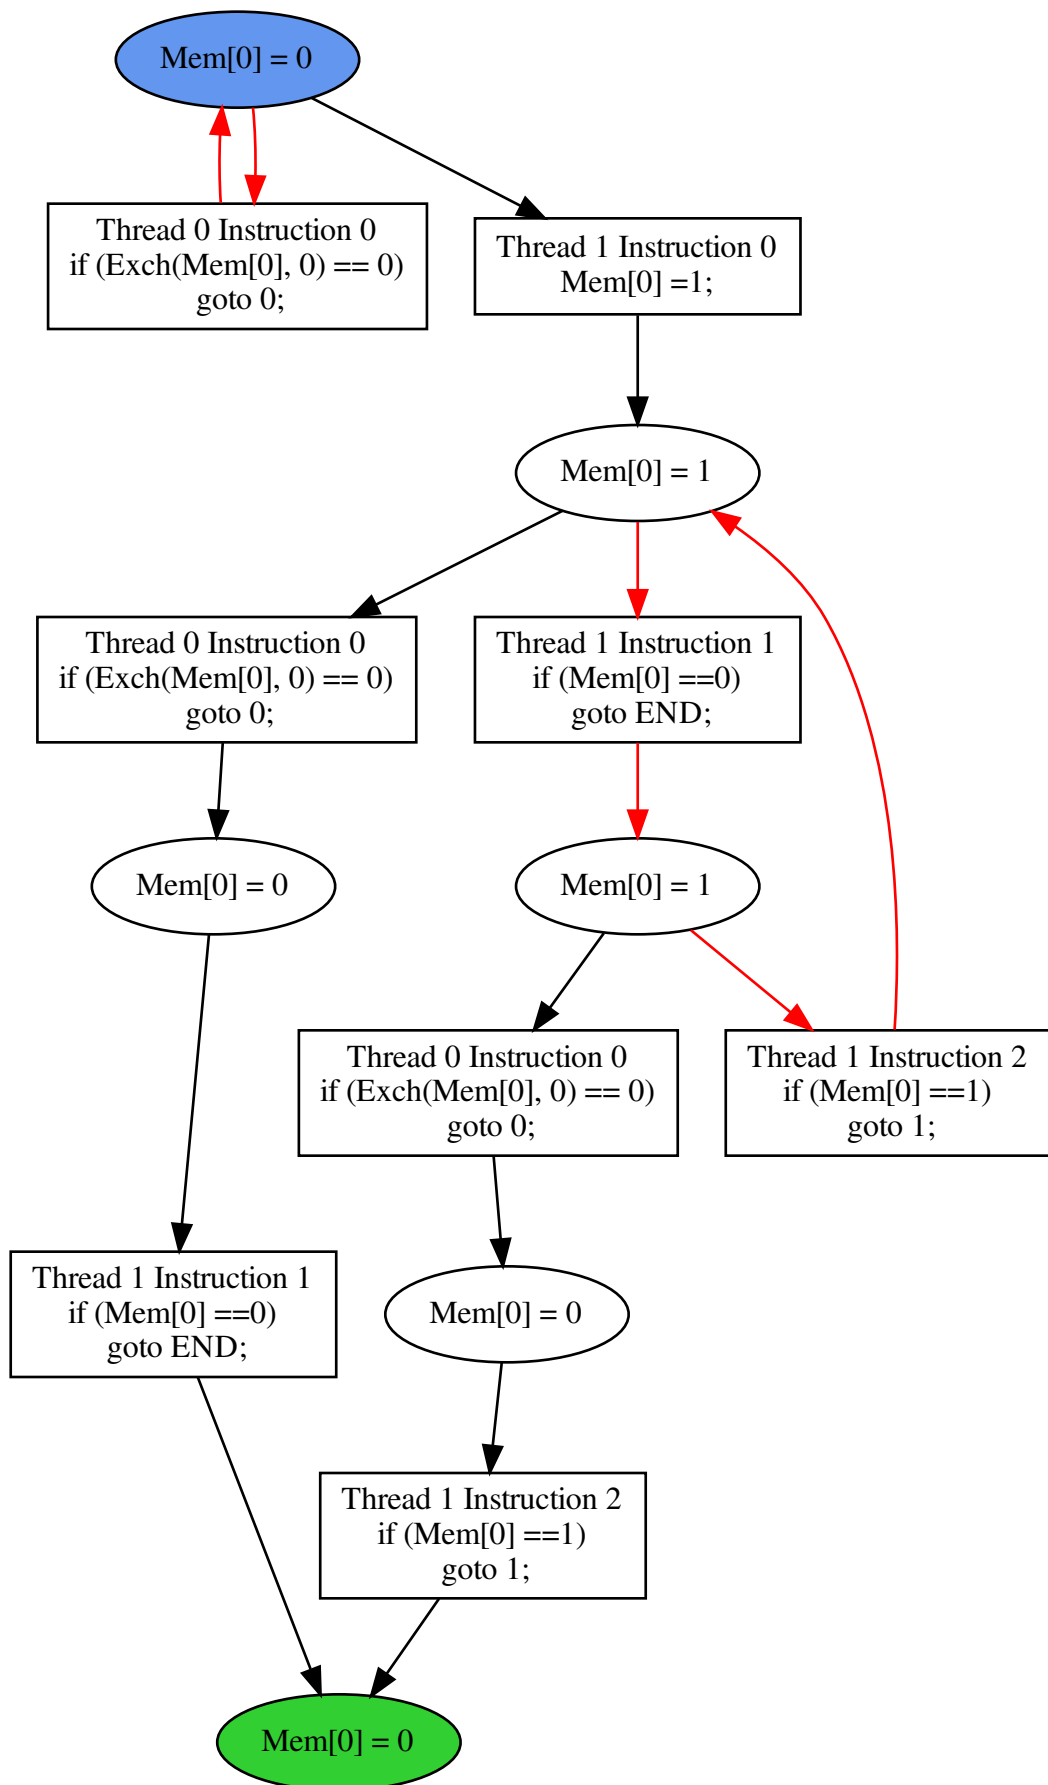 Mem[0] = 0
Thread 0 Instruction 0
if (Exch(Mem[0], 0) == 0)
goto 0;
Thread 1 Instruction 0
Mem[0] =1;
Mem[0] = 1
Thread 0 Instruction 0
if (Exch(Mem[0], 0) == 0)
goto 0;
Thread 1 Instruction 1
if (Mem[0] ==0)
goto END;
Mem[0] = 0
Mem[0] = 1
Thread 0 Instruction 0
if (Exch(Mem[0], 0) == 0)
goto 0;
Thread 1 Instruction 2
if (Mem[0] ==1)
goto 1;
Thread 1 Instruction 1
if (Mem[0] ==0)
goto END;
Mem[0] = 0
Thread 1 Instruction 2
if (Mem[0] ==1)
goto 1;
Mem[0] = 0